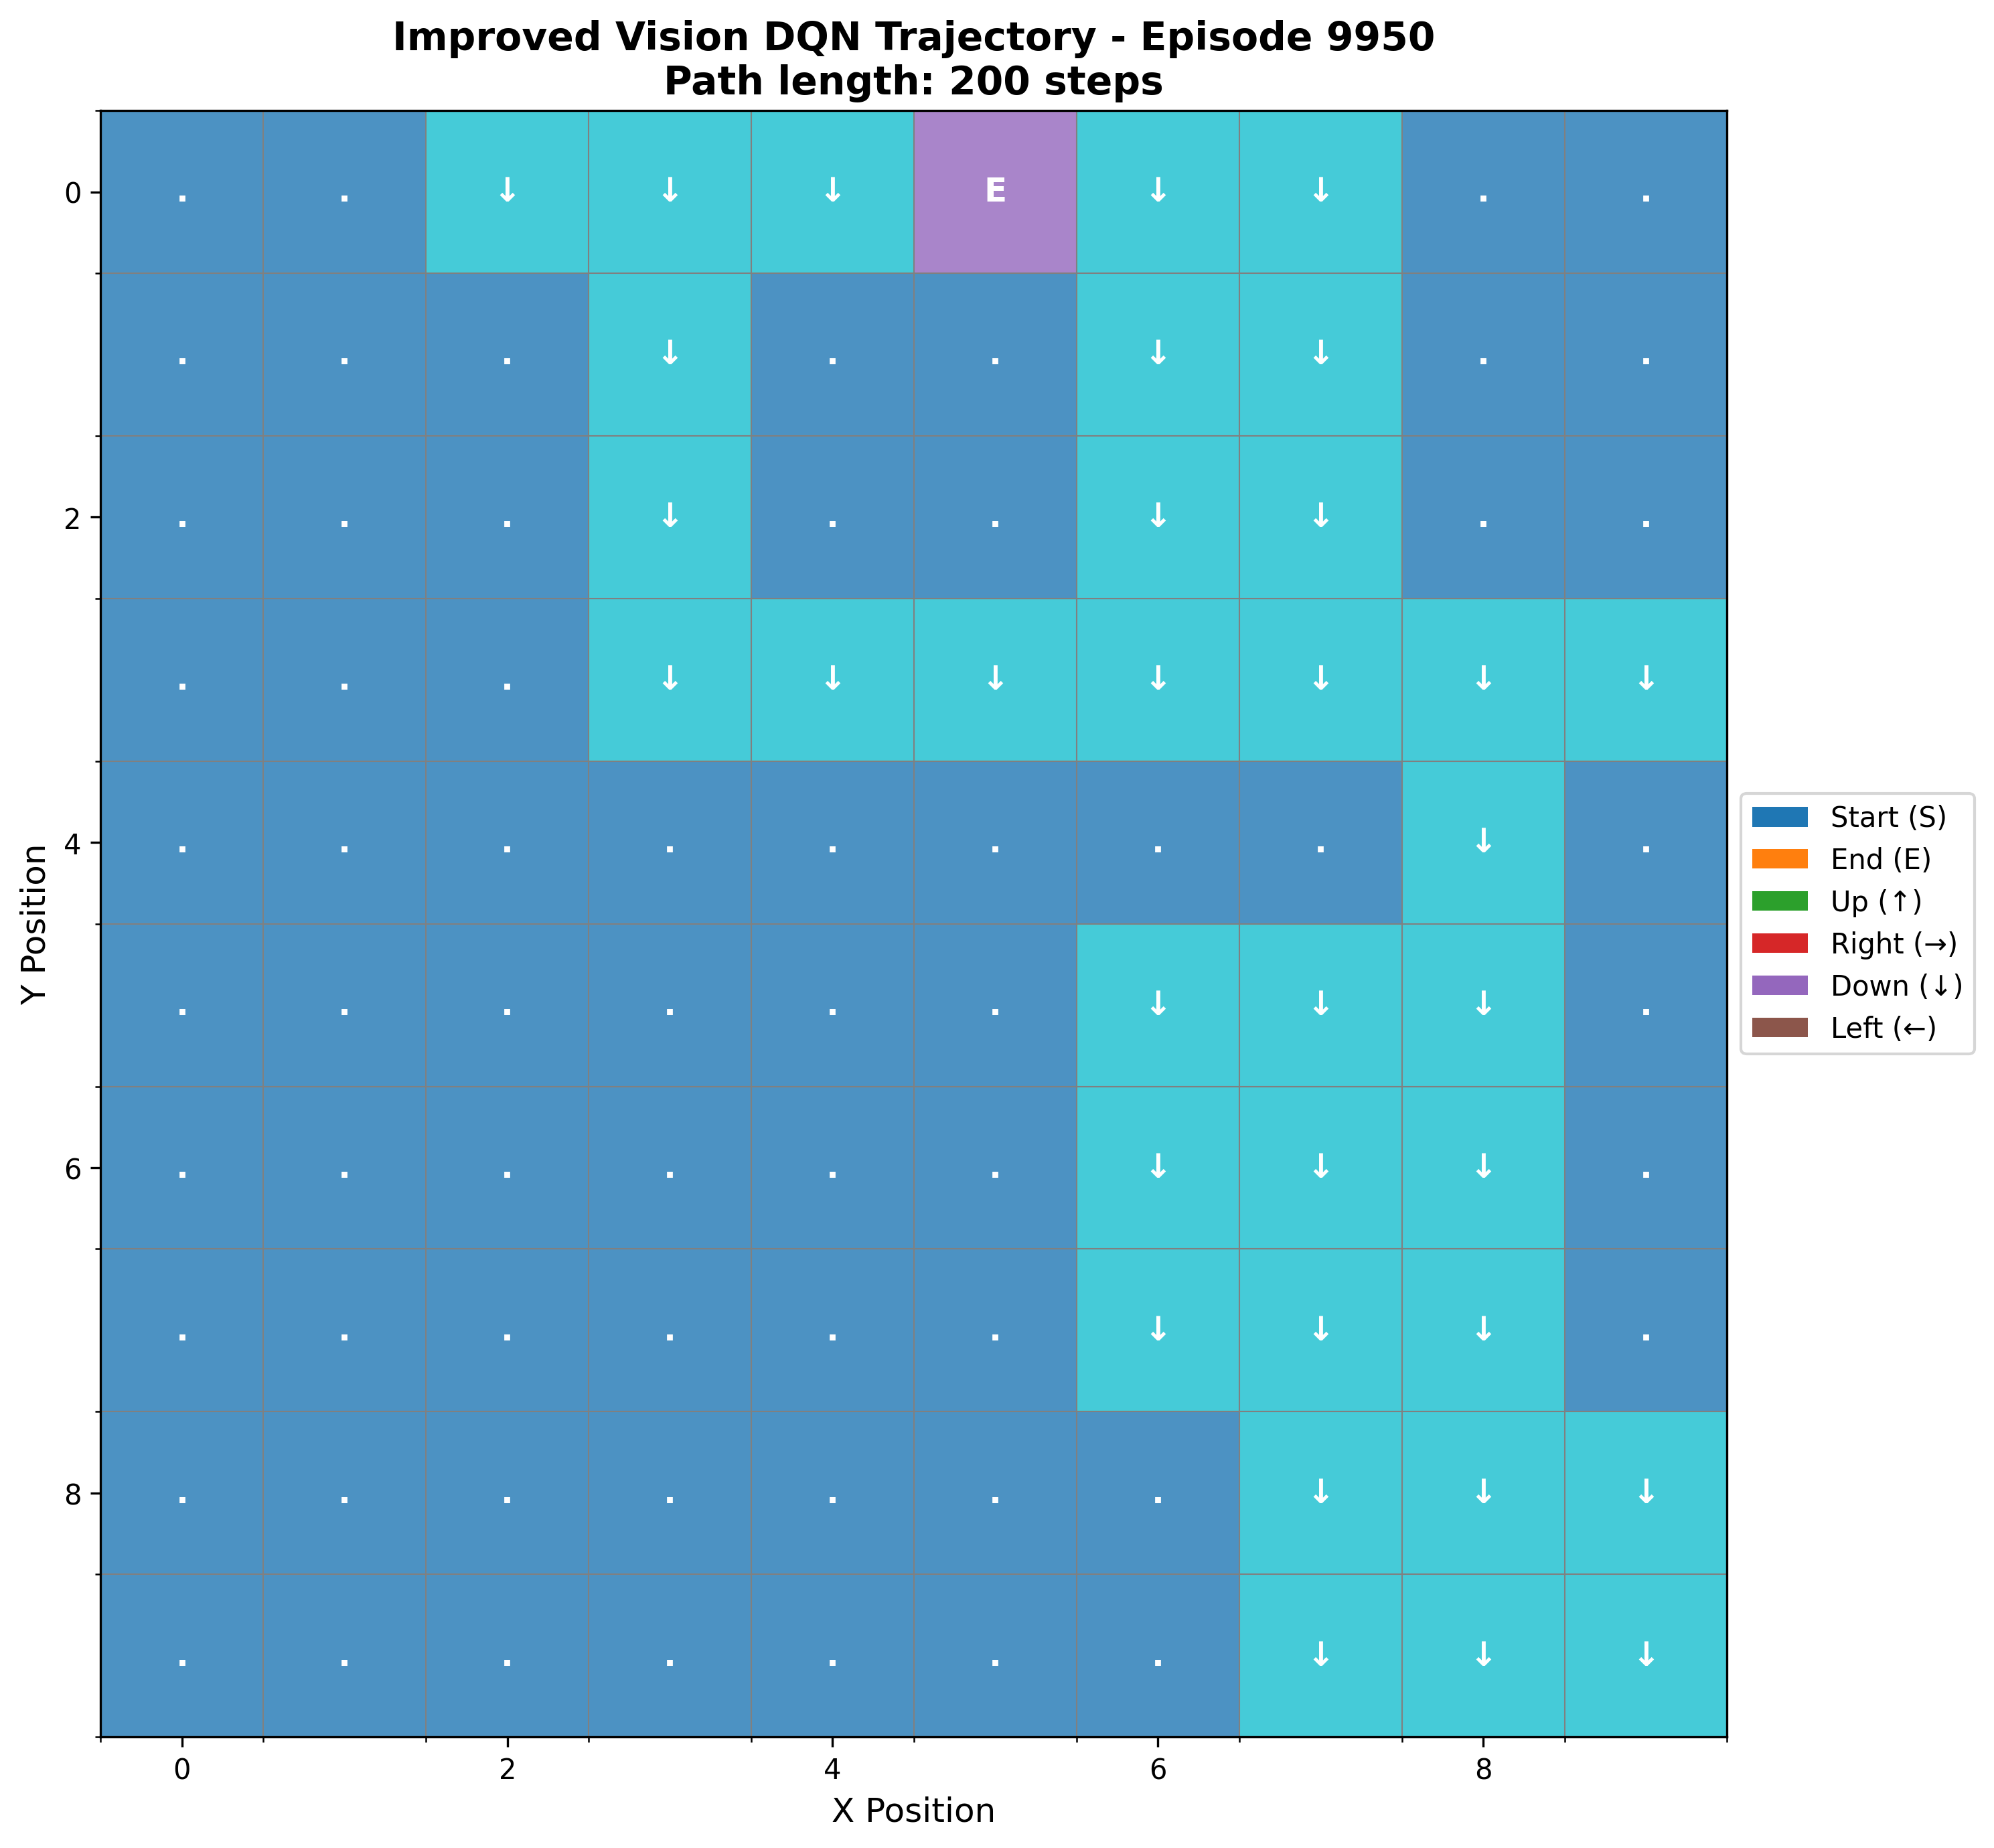 Improved Vision DQN Trajectory - Episode 9950
Path length: 200 steps
0 . . ↓ ↓ ↓ E ↓ ↓ . .
. . . ↓ . . ↓ ↓ . .
2 . . . ↓ . . ↓ ↓ . .
. . . ↓ ↓ ↓ ↓ ↓ ↓ ↓
4 . . . . . . . . ↓ .
. . . . . . ↓ ↓ ↓ .
6 . . . . . . ↓ ↓ ↓ .
. . . . . . ↓ ↓ ↓ .
8 . . . . . . . ↓ ↓ ↓
. . . . . . . ↓ ↓ ↓
0 2 4 6 8
X Position
Y Position
Start (S)
End (E)
Up (↑)
Right (→)
Down (↓)
Left (←)